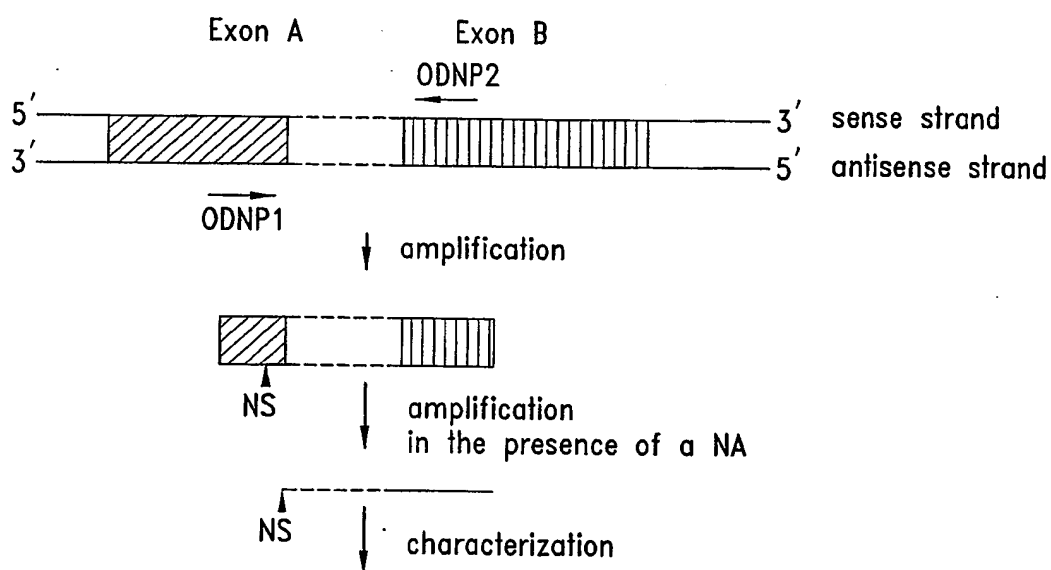 Exon A Exon B
ODNP2
5′ 3′ sense strand
3′ 5′ antisense strand
ODNP1
amplification
NS
amplification
in the presence of a NA
NS
characterization